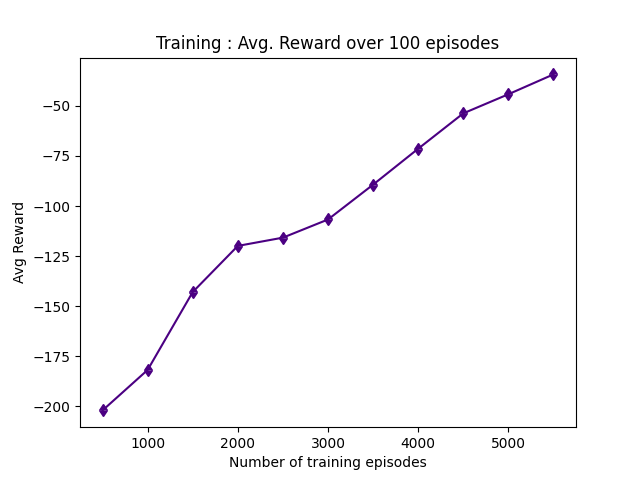 Training : Avg. Reward over 100 episodes
Avg Reward
−50
−75
−100
−125
−150
−175
−200
1000 2000 3000 4000 5000
Number of training episodes